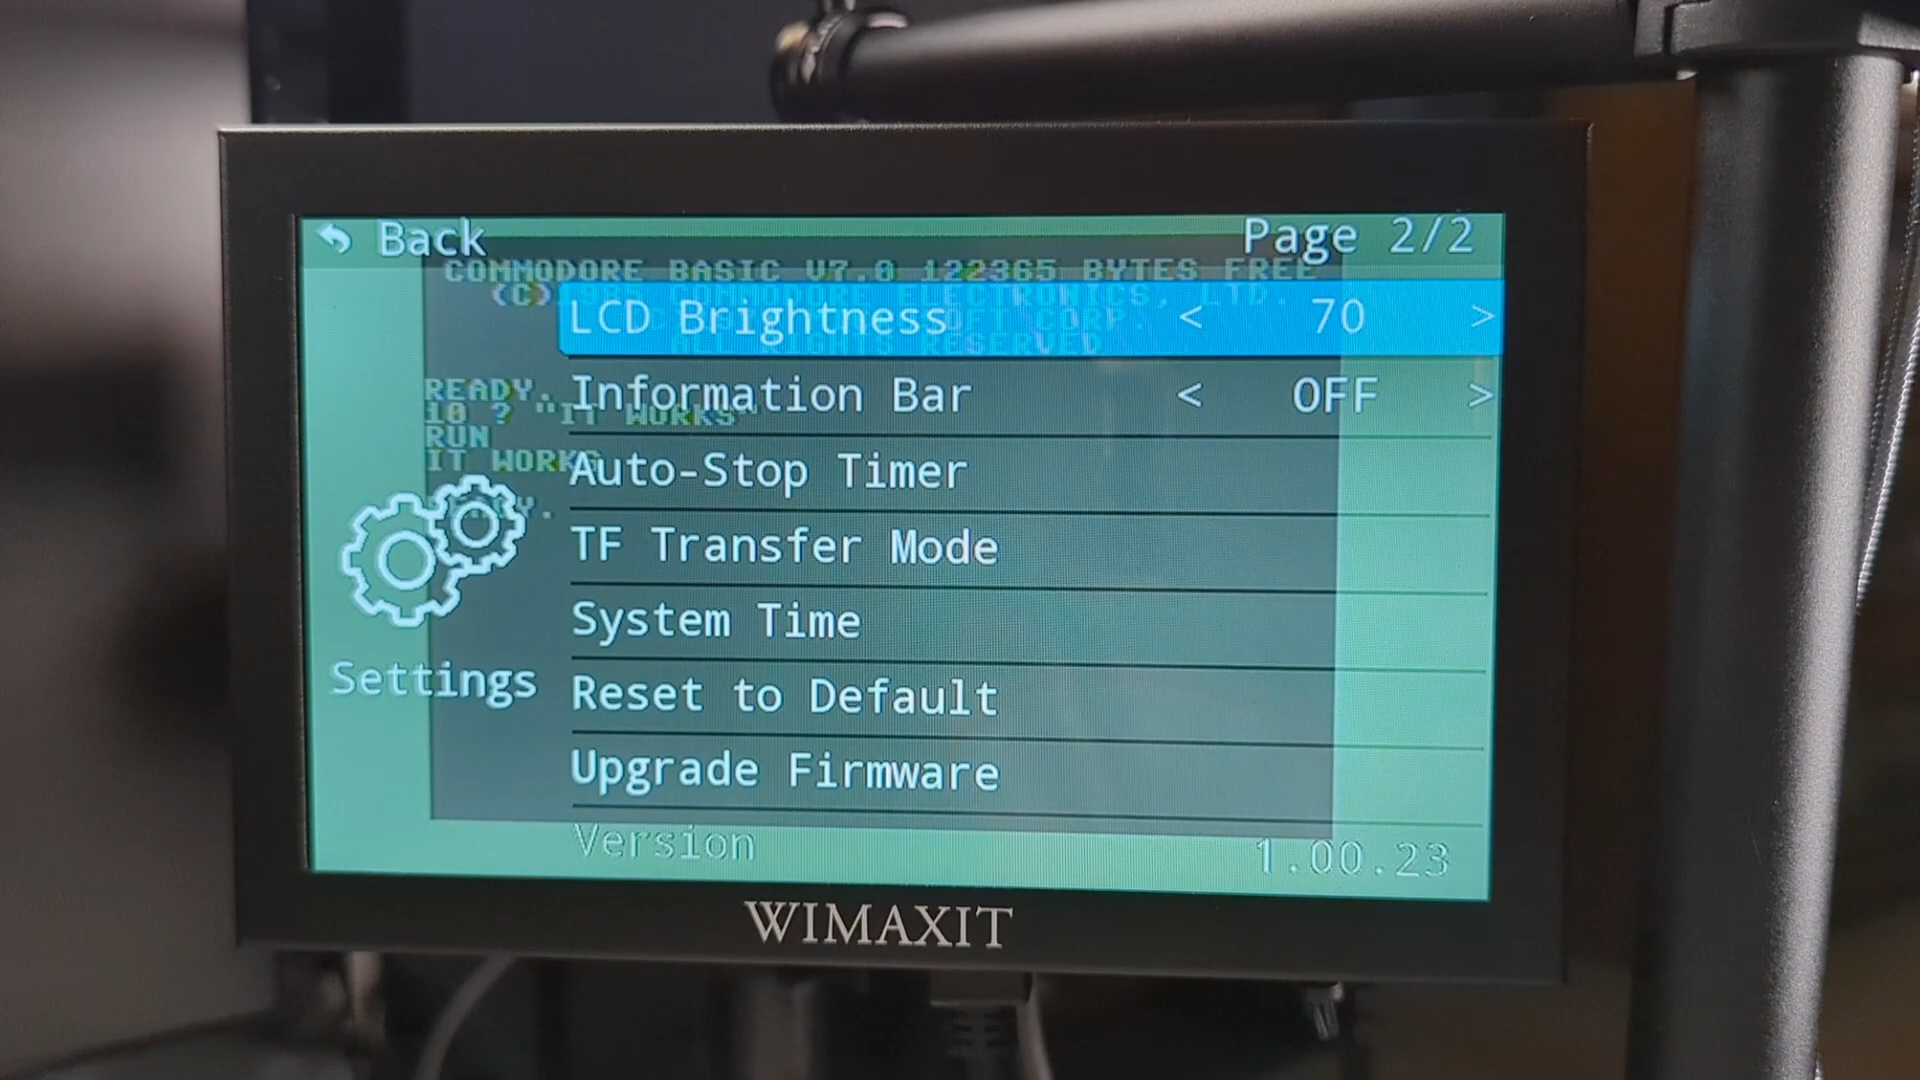 Back
Page 2/2
COMMODORE BASIC V7.0 122365 BYTES FREE
(C) COMMODORE ELECTRONICS, LTD.
LCD Brightness < 70 >
OFT CORP.
ALL RIGHTS RESERVED
READY.
Information Bar < OFF >
10 ? "IT WORKS"
RUN
IT WORKS
Auto-Stop Timer
TF Transfer Mode
System Time
Settings
Reset to Default
Upgrade Firmware
Version 1.00.23
WIMAXIT